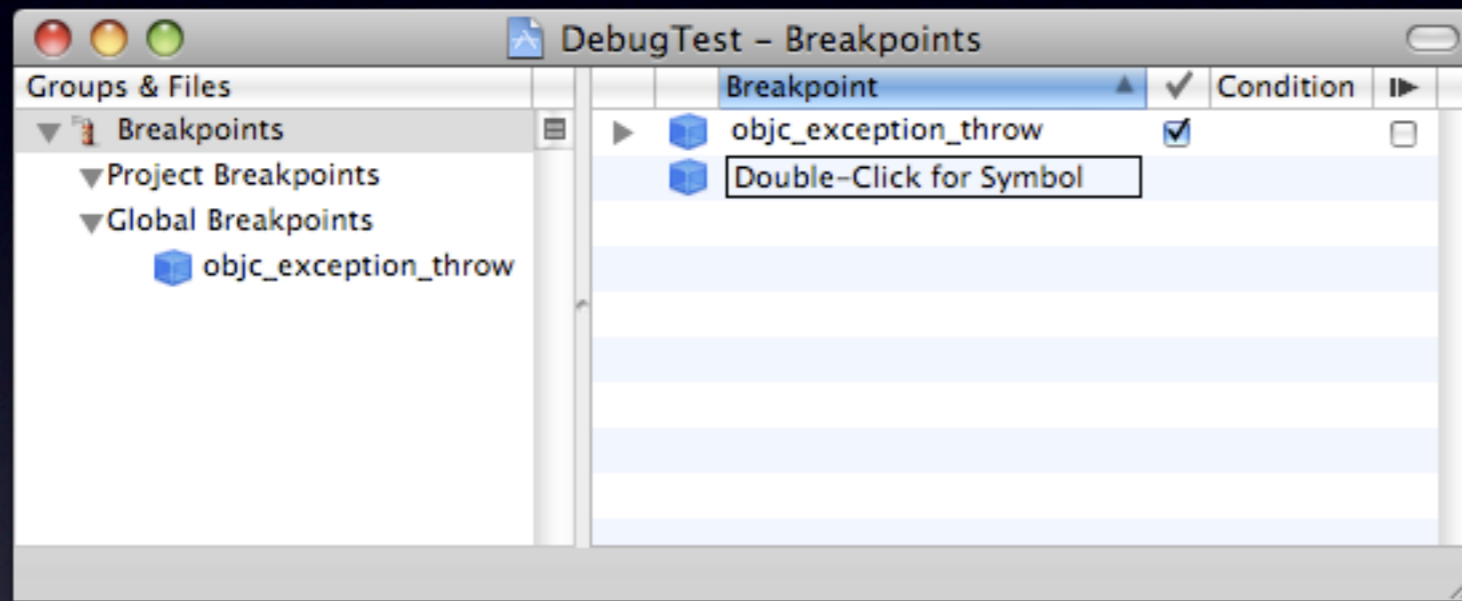 DebugTest – Breakpoints
Groups & Files
Breakpoint
Condition
Breakpoints
objc_exception_throw
Project Breakpoints
Double-Click for Symbol
Global Breakpoints
objc_exception_throw